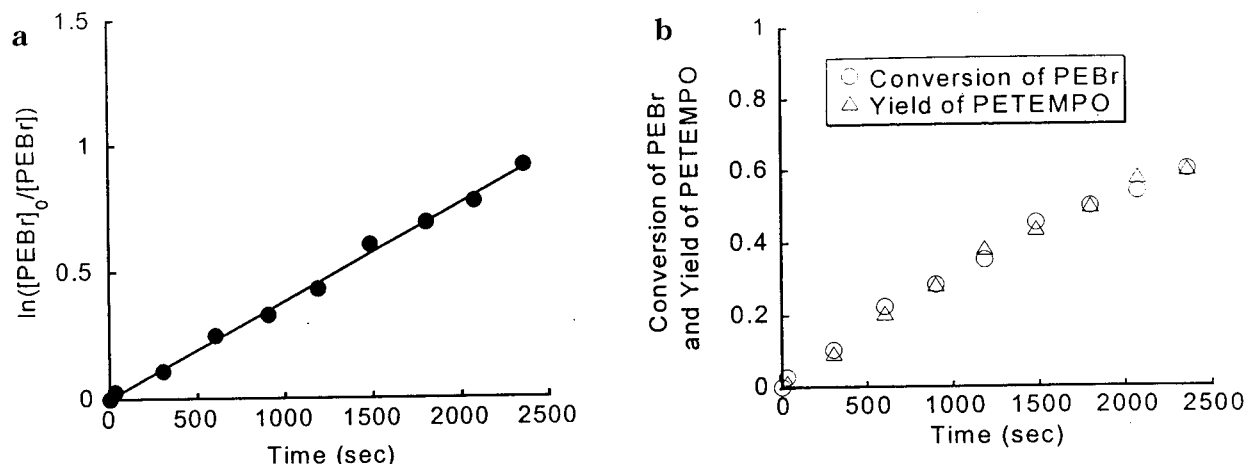 a
1.5
1
0.5
0
ln([PEBr]0/[PEBr])
0 500 1000 1500 2000 2500
Time (sec)
b
1
0.8
0.6
0.4
0.2
0
Conversion of PEBr
and Yield of PETEMPO
Conversion of PEBr
Yield of PETEMPO
0 500 1000 1500 2000 2500
Time (sec)